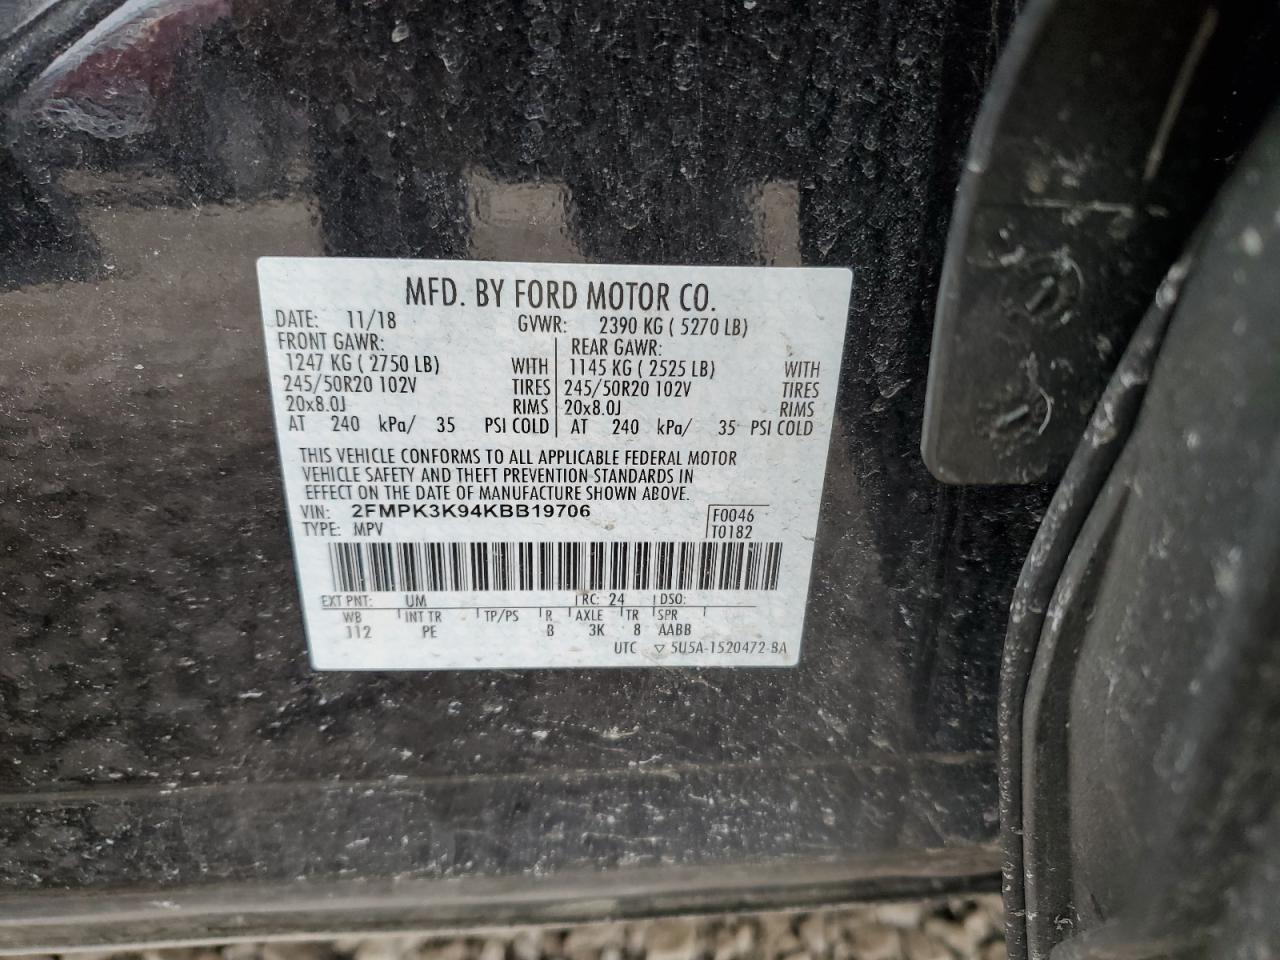 MFD. BY FORD MOTOR CO.
DATE: 11/18 GVWR: 2390 KG ( 5270 LB)
FRONT GAWR: REAR GAWR:
1247 KG ( 2750 LB) WITH 1145 KG ( 2525 LB) WITH
245/50R20 102V TIRES 245/50R20 102V TIRES
20x8.0J RIMS 20x8.0J RIMS
AT 240 kPa/ 35 PSI COLD AT 240 kPa/ 35 PSI COLD
THIS VEHICLE CONFORMS TO ALL APPLICABLE FEDERAL MOTOR
VEHICLE SAFETY AND THEFT PREVENTION STANDARDS IN
EFFECT ON THE DATE OF MANUFACTURE SHOWN ABOVE.
VIN: 2FMPK3K94KBB19706 F0046
TYPE: MPV T0182
EXT PNT: UM RC: 24 DSO:
WB INT TR TP/PS R AXLE TR SPR
112 PE B 3K 8 AABB
UTC ▽ 5U5A-1520472-BA